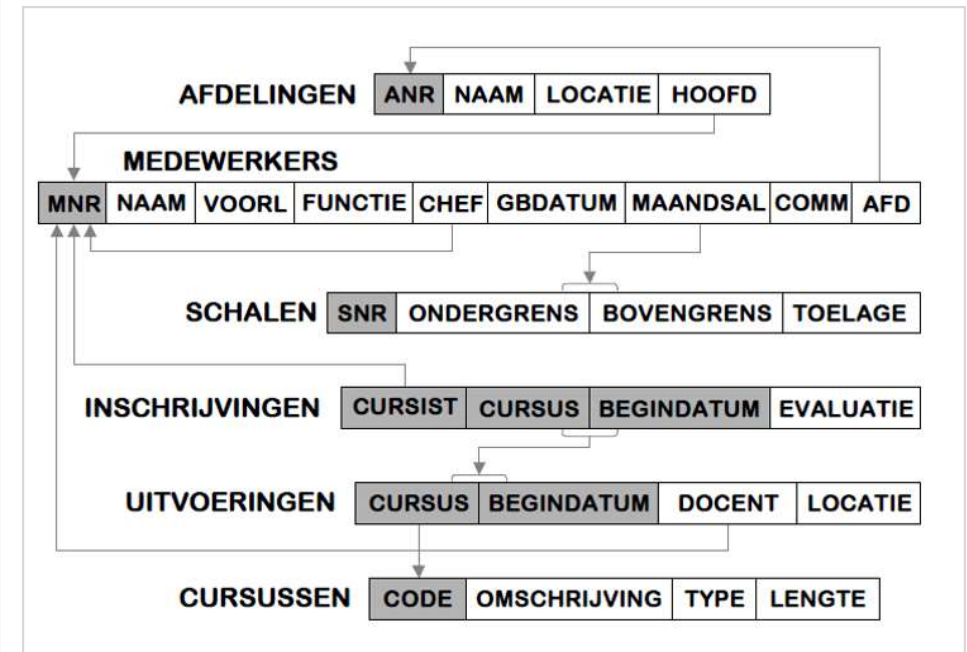 AFDELINGEN ANR NAAM LOCATIE HOOFD
MEDEWERKERS
MNR NAAM VOORL FUNCTIE CHEF GBDATUM MAANDSAL COMM AFD
SCHALEN SNR ONDERGRENS BOVENGRENS TOELAGE
INSCHRIJVINGEN CURSIST CURSUS BEGINDATUM EVALUATIE
UITVOERINGEN CURSUS BEGINDATUM DOCENT LOCATIE
CURSUSSEN CODE OMSCHRIJVING TYPE LENGTE